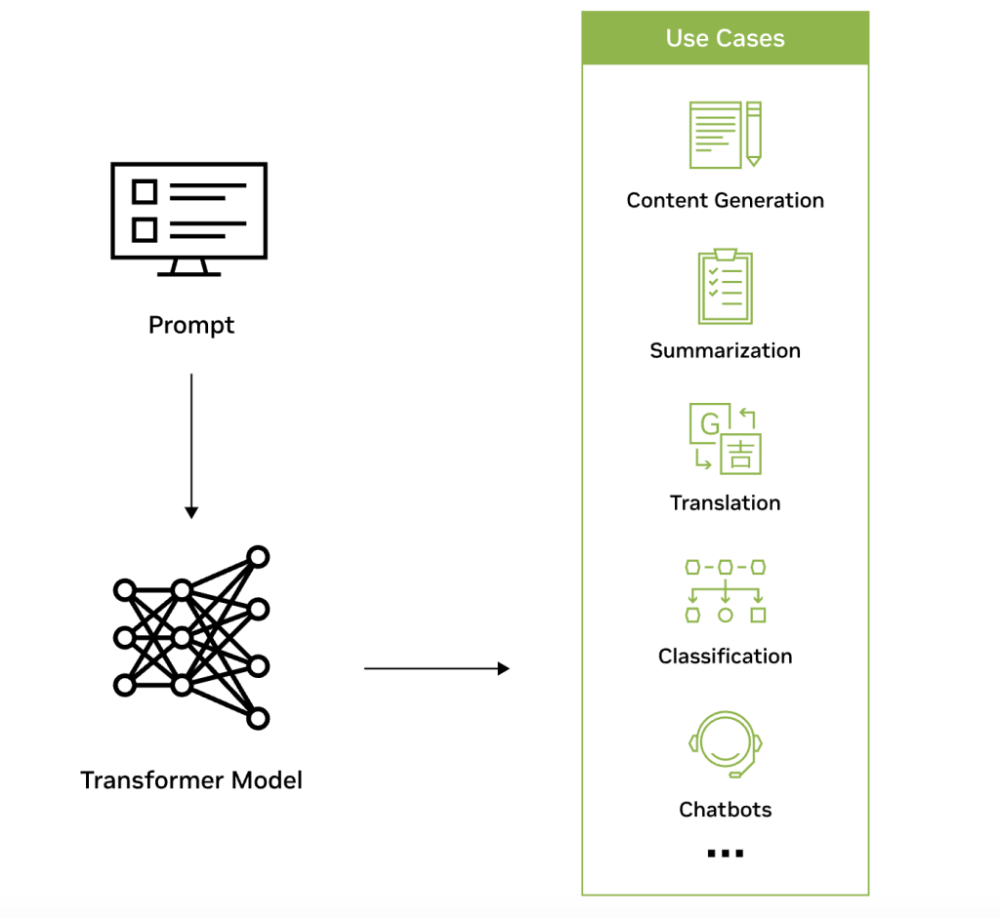 Use Cases
Content Generation
Prompt
Summarization
G
吉
Translation
Classification
Transformer Model
Chatbots
...